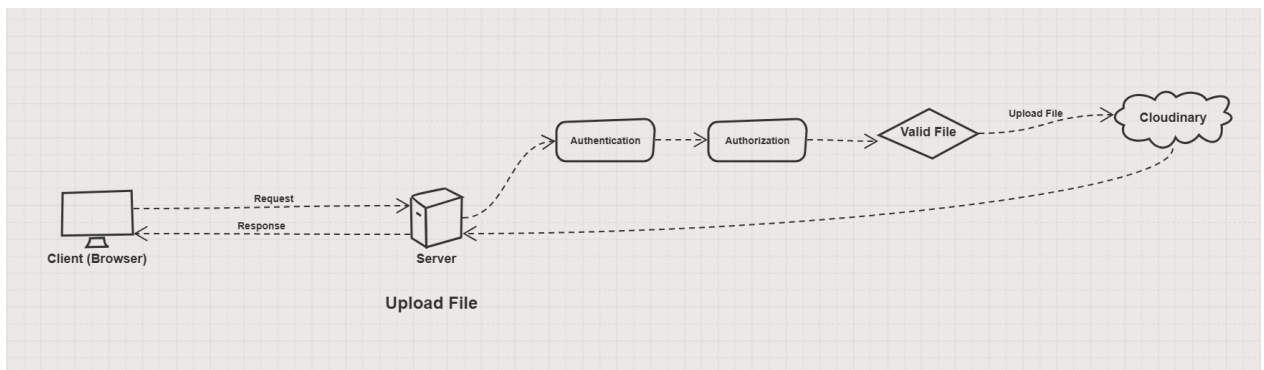 Cloudinary
Upload File
Valid File
Authentication
Authorization
Request
Response
Client (Browser)
Server
Upload File